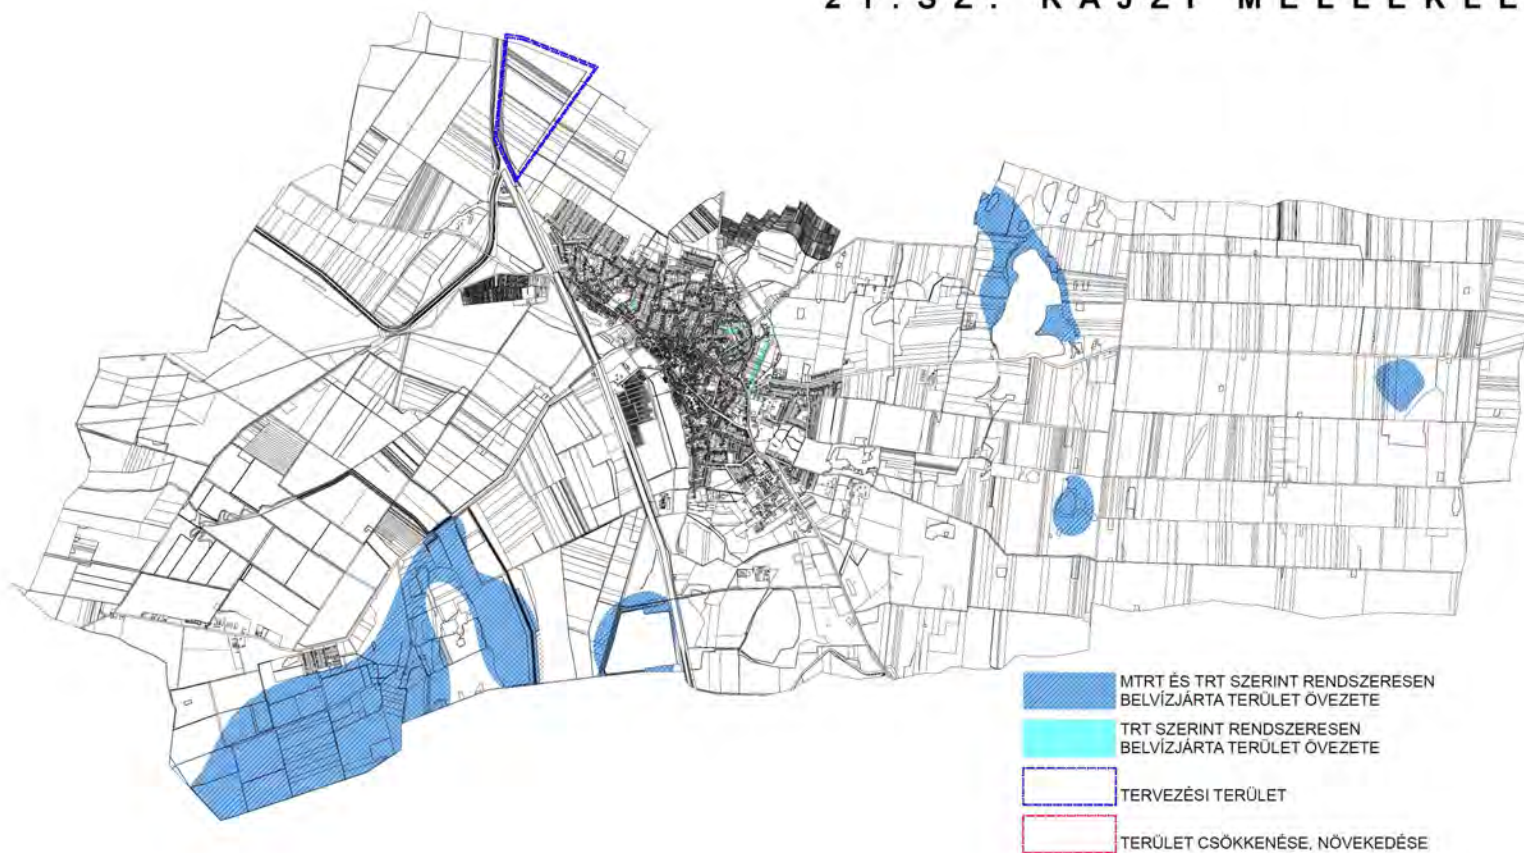 RAJZI
MTRT ÉS TRT SZERINT RENDSZERESEN
BELVÍZJÁRTA TERÜLET ÖVEZETE
TRT SZERINT RENDSZERESEN
BELVÍZJÁRTA TERÜLET ÖVEZETE
TERVEZÉSI TERÜLET
TERÜLET CSÖKKENÉSE, NÖVEKEDÉSE